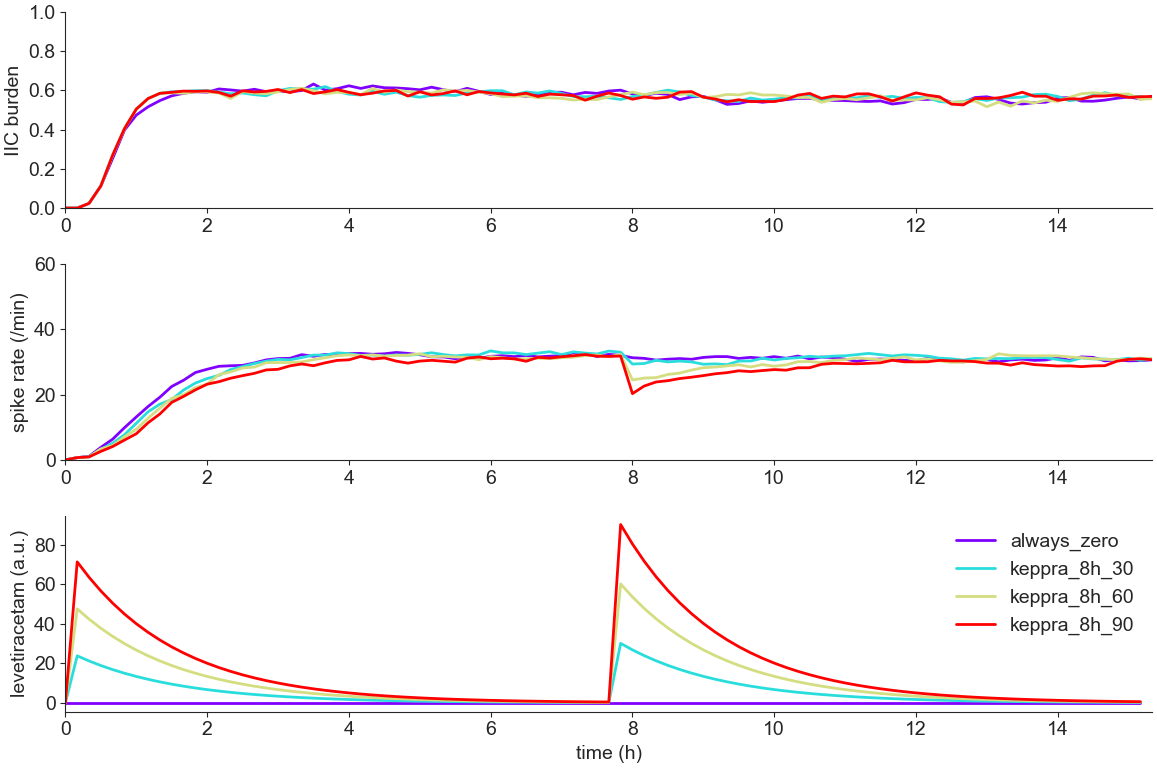 1.0
0.8
0.6
0.4
0.2
0.0
IIC burden
0 2 4 6 8 10 12 14
60
40
20
0
spike rate (/min)
0 2 4 6 8 10 12 14
80
60
40
20
0
levetiracetam (a.u.)
always_zero
keppra_8h_30
keppra_8h_60
keppra_8h_90
0 2 4 6 8 10 12 14
time (h)